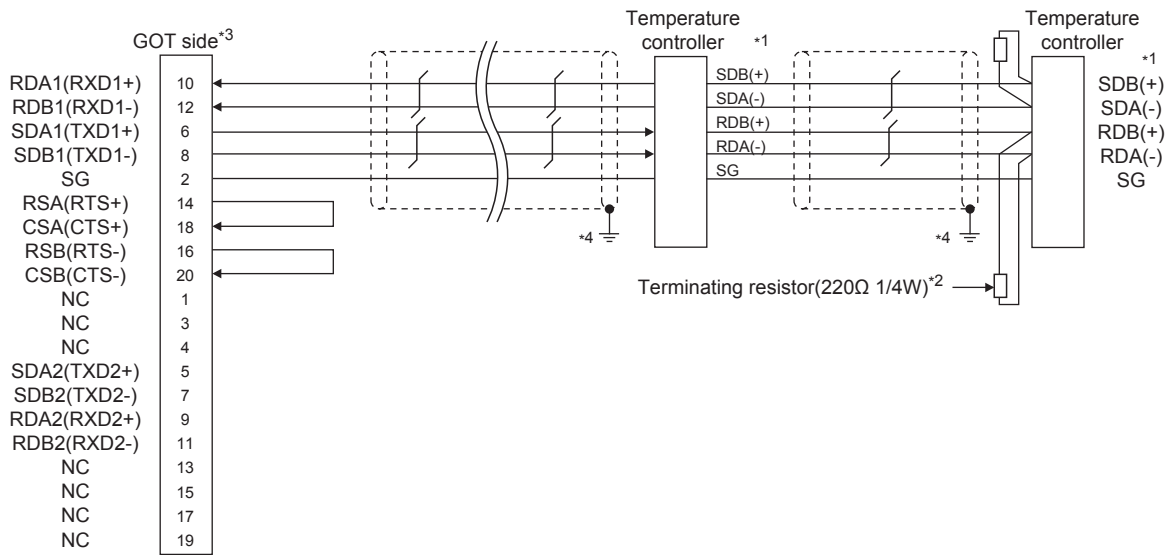 GOT side*3
Temperature
controller *1
Temperature
controller
*1
RDA1(RXD1+) 10 SDB(+) SDB(+)
RDB1(RXD1-) 12 SDA(-) SDA(-)
SDA1(TXD1+) 6 RDB(+) RDB(+)
SDB1(TXD1-) 8 RDA(-) RDA(-)
SG 2 SG SG
RSA(RTS+) 14
CSA(CTS+) 18
*4 *4
RSB(RTS-) 16
CSB(CTS-) 20
Terminating resistor(220Ω 1/4W)*2
NC 1
NC 3
NC 4
SDA2(TXD2+) 5
SDB2(TXD2-) 7
RDA2(RXD2+) 9
RDB2(RXD2-) 11
NC 13
NC 15
NC 17
NC 19